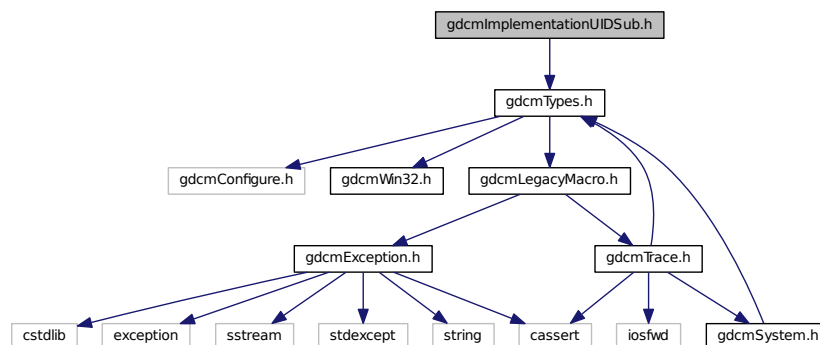 gdcmImplementationUIDSub.h
gdcmTypes.h
gdcmConfigure.h
gdcmWin32.h
gdcmLegacyMacro.h
gdcmException.h
gdcmTrace.h
cstdlib
exception
sstream
stdexcept
string
cassert
iosfwd
gdcmSystem.h